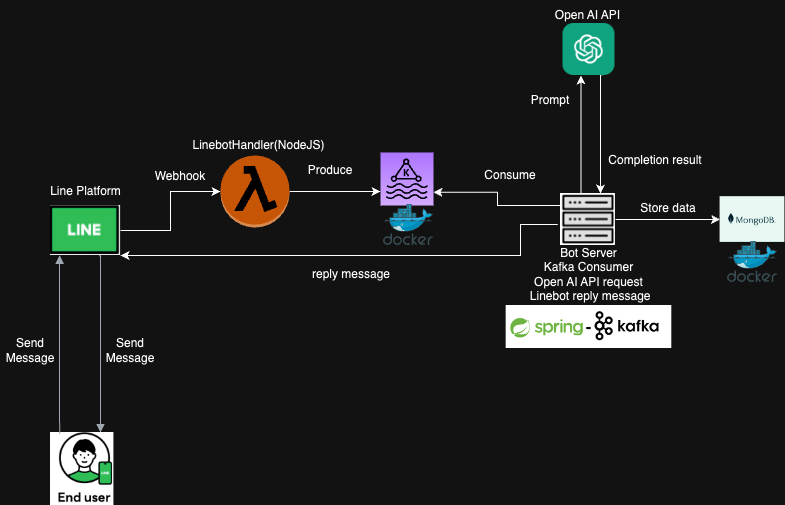 Open AI API
Prompt
Completion result
LinebotHandler(NodeJS)
Webhook
Produce
K
docker
Consume
Line Platform
LINE
Store data
MongoDB.
docker
Bot Server
Kafka Consumer
Open AI API request
Linebot reply message
reply message
spring - kafka
Send
Message
Send
Message
LINE
End user